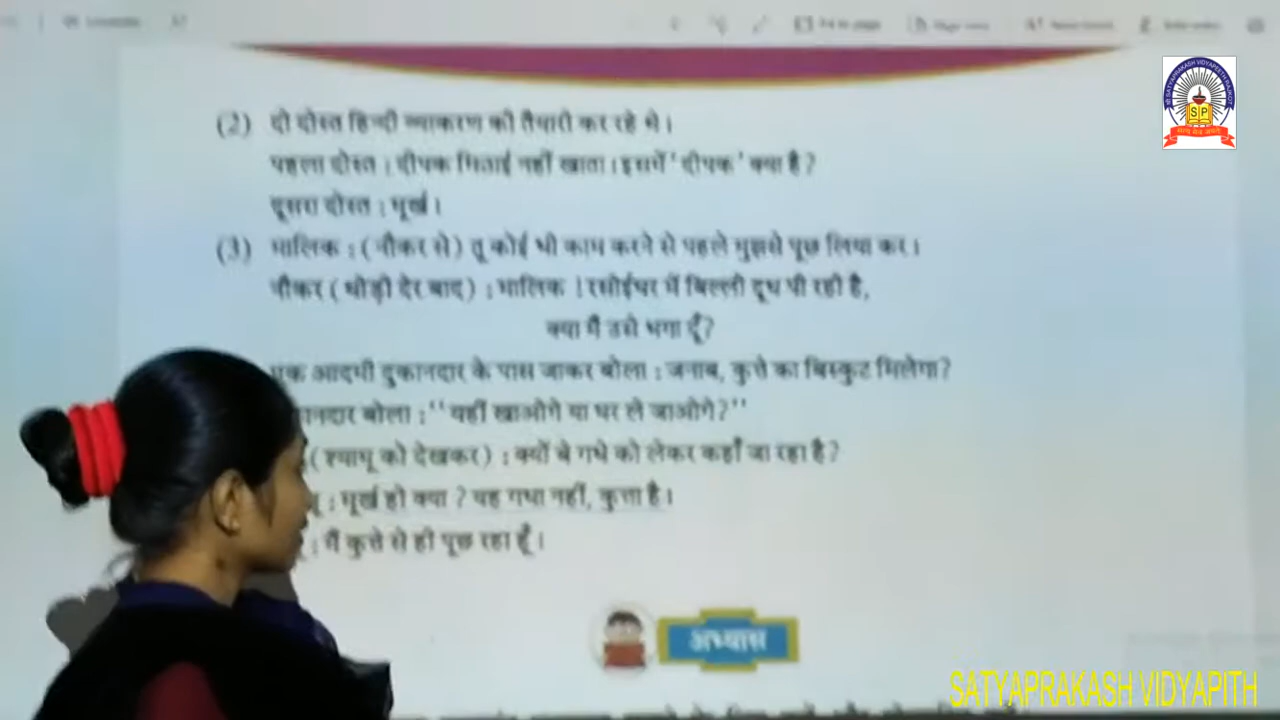 (2) दो दोस्त हिन्दी व्याकरण की तैयारी कर रहे थे।
पहला दोस्त : दीपक मिठाई नहीं खाता। इसमें 'दीपक' क्या है?
दूसरा दोस्त : मूर्ख।
(3) मालिक : (नौकर से) तू कोई भी काम करने से पहले मुझसे पूछ लिया कर।
नौकर (थोड़ी देर बाद) : मालिक ! रसोईघर में बिल्ली दूध पी रही है,
क्या मैं उसे भगा दूँ?
एक आदमी दुकानदार के पास जाकर बोला : जनाब, कुत्ते का बिस्कुट मिलेगा?
बोला : "यहीं खाओगे या घर ले जाओगे?"
(श्यामू को देखकर) : क्यों बे गधे को लेकर कहाँ जा रहा है?
: मूर्ख हो क्या ? यह गधा नहीं, कुत्ता है।
: मैं कुत्ते से ही पूछ रहा हूँ।
अभ्यास
SATYAPRAKASH VIDYAPITH
SP